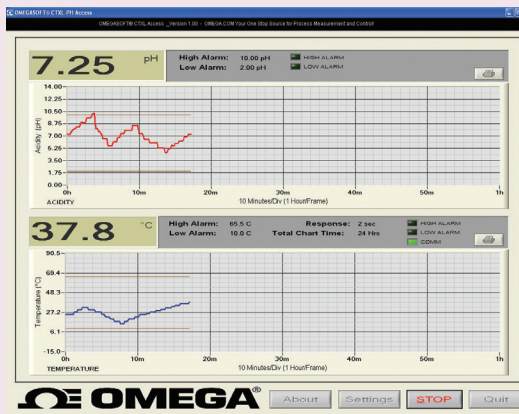 OMEGASOFT® CTXL PH Access
OMEGASOFT® CTXL Access _Version 1.00 - OMEGA.COM Your One Stop Source for Process Measurement and Control!
7.25 pH
High Alarm: 10.00 pH HIGH ALARM
Low Alarm: 2.00 pH LOW ALARM
14.00
12.25
10.50
8.75
7.00
5.25
3.50
1.75
0.00
Acidity (pH)
0h 10m 20m 30m 40m 50m 1h
ACIDITY 10 Minutes/Div (1 Hour/Frame)
37.8 °C
High Alarm: 65.5 C Response: 2 sec HIGH ALARM
Low Alarm: 10.0 C Total Chart Time: 24 Hrs LOW ALARM
COMM
90.5
69.4
48.3
27.2
6.1
-15.0
Temperature (°C)
0h 10m 20m 30m 40m 50m 1h
TEMPERATURE 10 Minutes/Div (1 Hour/Frame)
OMEGA® About Settings STOP Quit